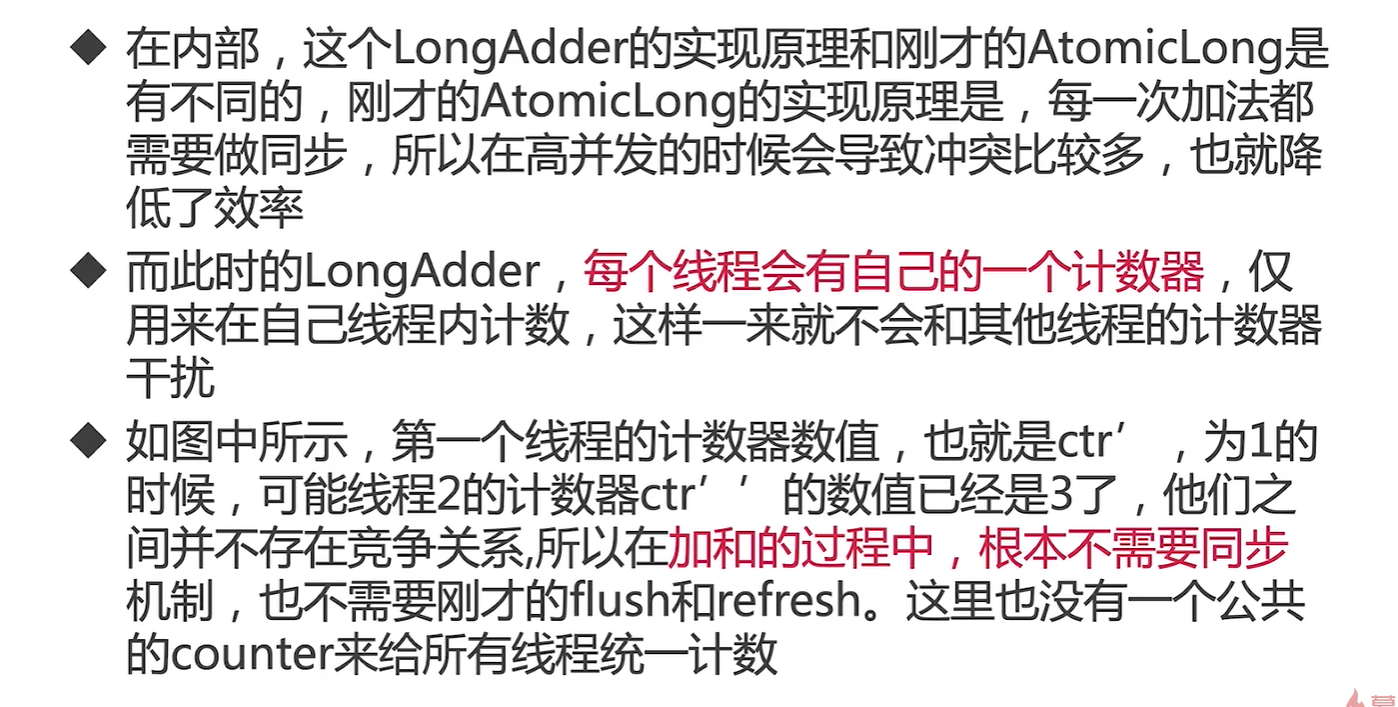 ◆ 在内部，这个LongAdder的实现原理和刚才的AtomicLong是
有不同的，刚才的AtomicLong的实现原理是，每一次加法都
需要做同步，所以在高并发的时候会导致冲突比较多，也就降
低了效率
◆ 而此时的LongAdder，每个线程会有自己的一个计数器，仅
用来在自己线程内计数，这样一来就不会和其他线程的计数器
干扰
◆ 如图中所示，第一个线程的计数器数值，也就是ctr’，为1的
时候，可能线程2的计数器ctr’’的数值已经是3了，他们之
间并不存在竞争关系,所以在加和的过程中，根本不需要同步
机制，也不需要刚才的flush和refresh。这里也没有一个公共
的counter来给所有线程统一计数